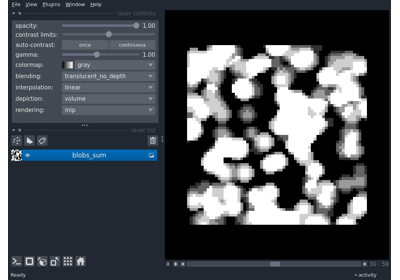 File View Plugins Window Help
layer controls
opacity: 1.00
contrast limits:
auto-contrast: once continuous
gamma: 1.00
colormap: gray
blending: translucent_no_depth
interpolation: linear
depiction: volume
rendering: mip
layer list
blobs_sum
30 59
Ready activity